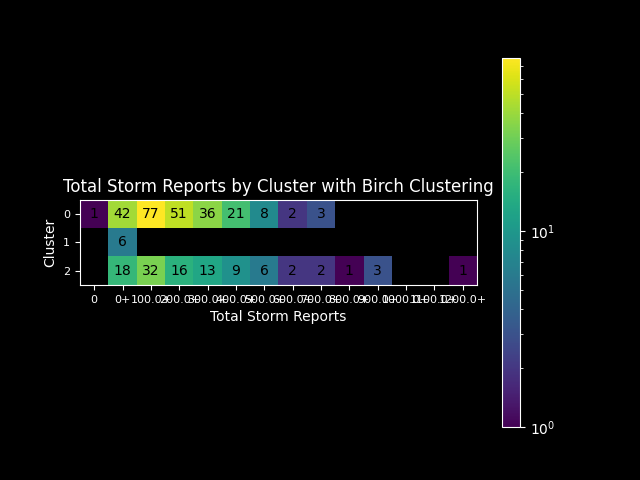 Total Storm Reports by Cluster with Birch Clustering
Cluster
0 1 42 77 51 36 21 8 2 3
1 6
2 18 32 16 13 9 6 2 2 1 3 1
0 0+
Total Storm Reports
10¹
10⁰